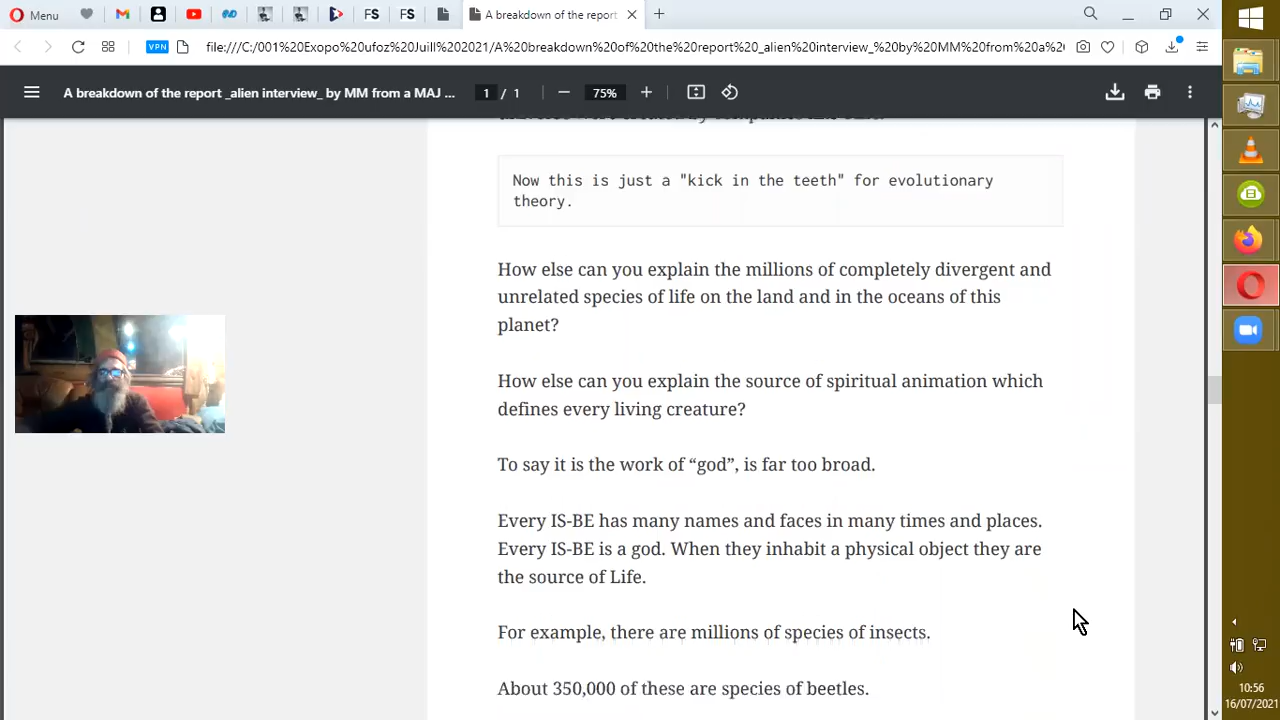 Menu
FS
FS
A breakdown of the report
VPN
file:///C:/001%20Exopo%20ufoz%20Juill%202021/A%20breakdown%20of%20the%20report%20_alien%20interview_%20by%20MM%20from%20a%20
A breakdown of the report _alien interview_ by MM from a MAJ ...
1 / 1
75%
Now this is just a "kick in the teeth" for evolutionary
theory.
How else can you explain the millions of completely divergent and
unrelated species of life on the land and in the oceans of this
planet?
How else can you explain the source of spiritual animation which
defines every living creature?
To say it is the work of “god”, is far too broad.
Every IS-BE has many names and faces in many times and places.
Every IS-BE is a god. When they inhabit a physical object they are
the source of Life.
For example, there are millions of species of insects.
About 350,000 of these are species of beetles.
10:56
16/07/2021